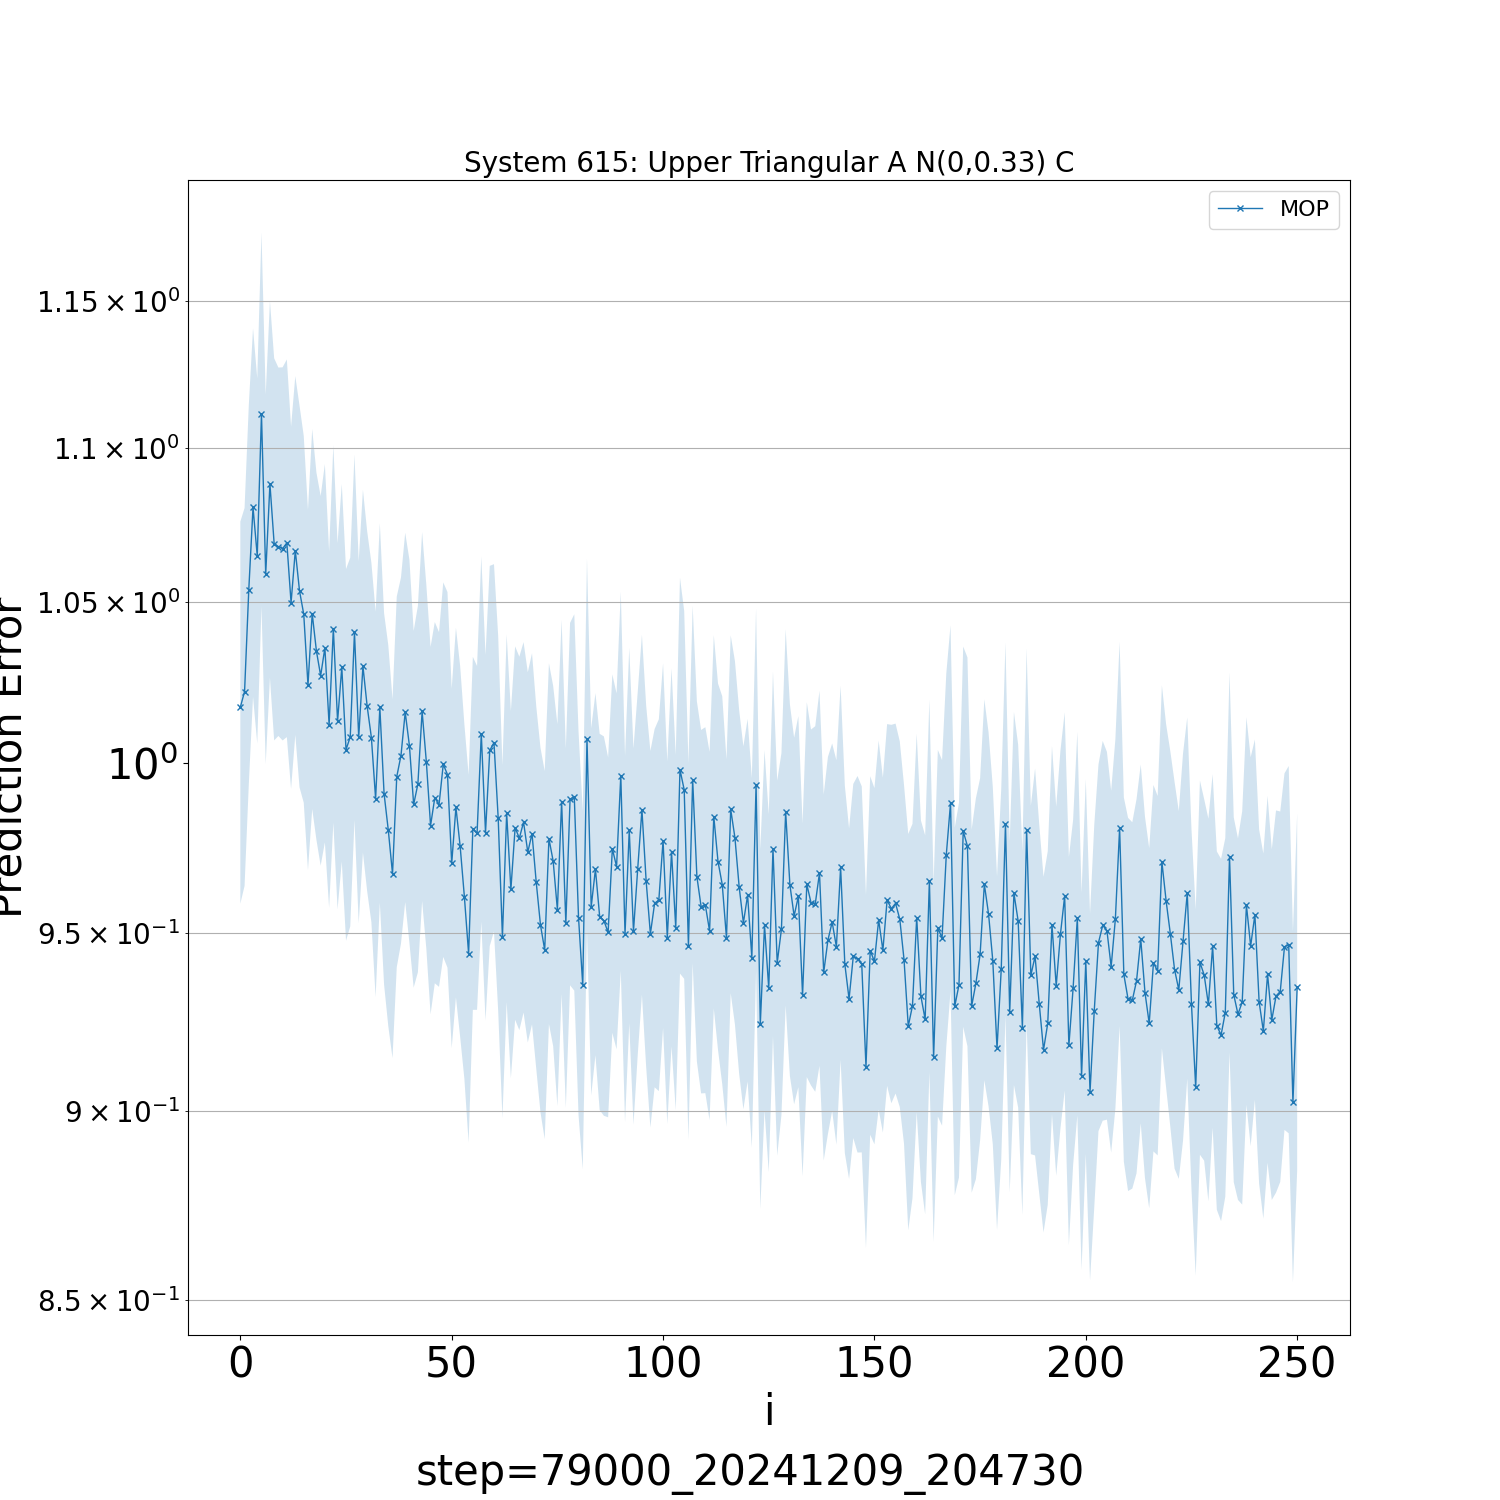 System 615: Upper Triangular A N(0,0.33) C
MOP
1.15 × 10⁰
1.1 × 10⁰
1.05 × 10⁰
10⁰
9.5 × 10⁻¹
9 × 10⁻¹
8.5 × 10⁻¹
Prediction Error
0 50 100 150 200 250
i
step=79000_20241209_204730